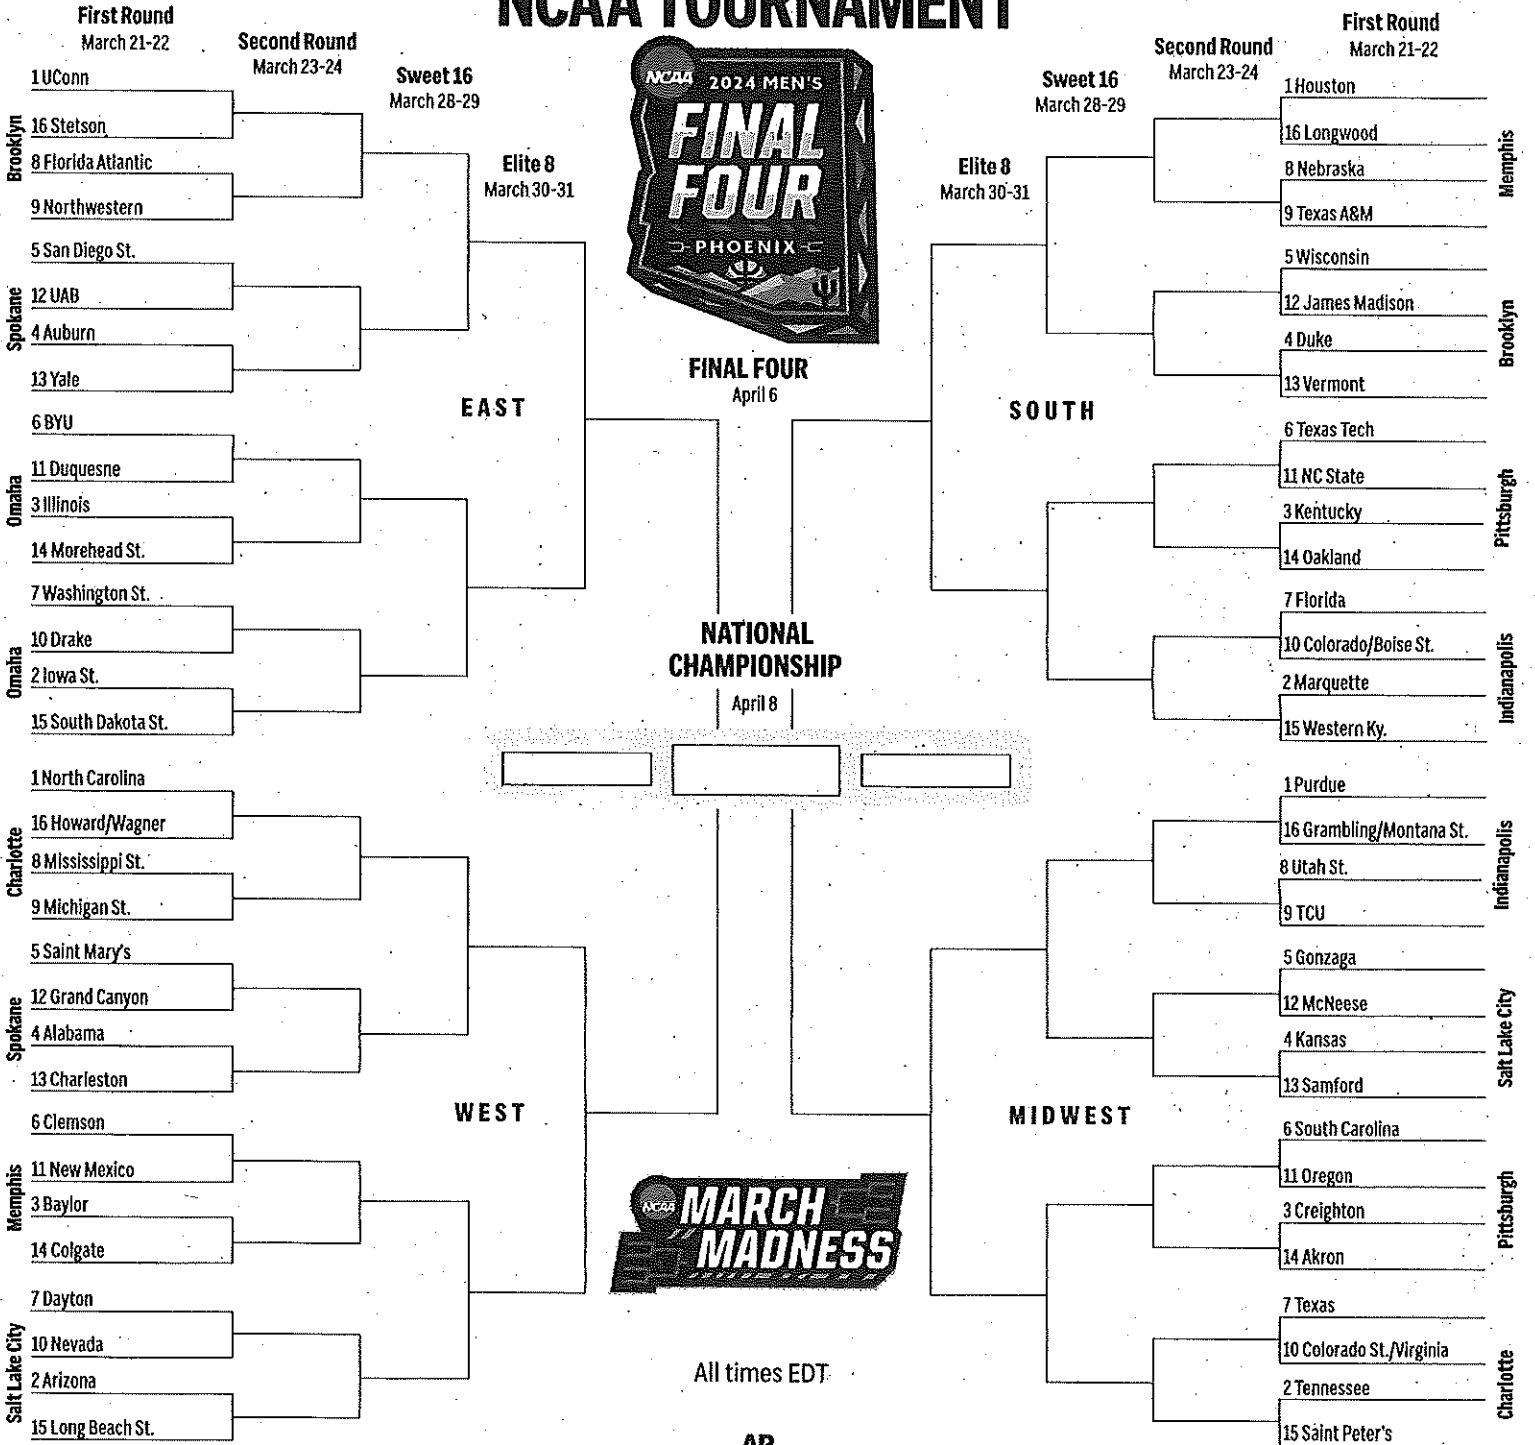 NCAA TOURNAMENT
First Round
March 21-22
Second Round
March 23-24
Sweet 16
March 28-29
Elite 8
March 30-31
1 UConn
16 Stetson
8 Florida Atlantic
9 Northwestern
Brooklyn
5 San Diego St.
12 UAB
4 Auburn
13 Yale
Spokane
6 BYU
11 Duquesne
3 Illinois
14 Morehead St.
Omaha
7 Washington St.
10 Drake
2 Iowa St.
15 South Dakota St.
Omaha
EAST
1 North Carolina
16 Howard/Wagner
8 Mississippi St.
9 Michigan St.
Charlotte
5 Saint Mary's
12 Grand Canyon
4 Alabama
13 Charleston
Spokane
6 Clemson
11 New Mexico
3 Baylor
14 Colgate
Memphis
7 Dayton
10 Nevada
2 Arizona
15 Long Beach St.
Salt Lake City
WEST
NCAA
2024 MEN'S
FINAL
FOUR
PHOENIX
FINAL FOUR
April 6
NATIONAL
CHAMPIONSHIP
April 8
NCAA
MARCH
MADNESS
All times EDT
AP
First Round
March 21-22
Second Round
March 23-24
Sweet 16
March 28-29
Elite 8
March 30-31
1 Houston
16 Longwood
8 Nebraska
9 Texas A&M
Memphis
5 Wisconsin
12 James Madison
4 Duke
13 Vermont
Brooklyn
6 Texas Tech
11 NC State
3 Kentucky
14 Oakland
Pittsburgh
7 Florida
10 Colorado/Boise St.
2 Marquette
15 Western Ky.
Indianapolis
SOUTH
1 Purdue
16 Grambling/Montana St.
8 Utah St.
9 TCU
Indianapolis
5 Gonzaga
12 McNeese
4 Kansas
13 Samford
Salt Lake City
6 South Carolina
11 Oregon
3 Creighton
14 Akron
Pittsburgh
7 Texas
10 Colorado St./Virginia
2 Tennessee
15 Saint Peter's
Charlotte
MIDWEST